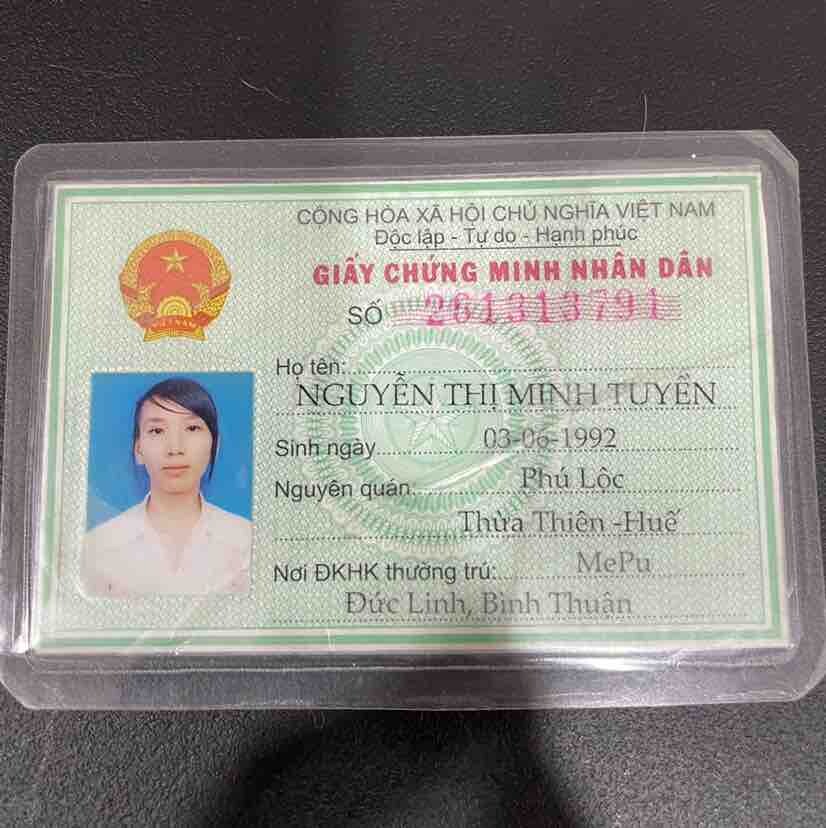 CỘNG HÒA XÃ HỘI CHỦ NGHĨA VIỆT NAM
Độc lập - Tự do - Hạnh phúc
GIẤY CHỨNG MINH NHÂN DÂN
SỐ 261313791
VIỆT NAM
Họ tên:
NGUYỄN THỊ MINH TUYỀN
Sinh ngày 03-06-1992
Nguyên quán: Phú Lộc
Thừa Thiên -Huế
Nơi ĐKHK thường trú: MePu
Đức Linh, Bình Thuận